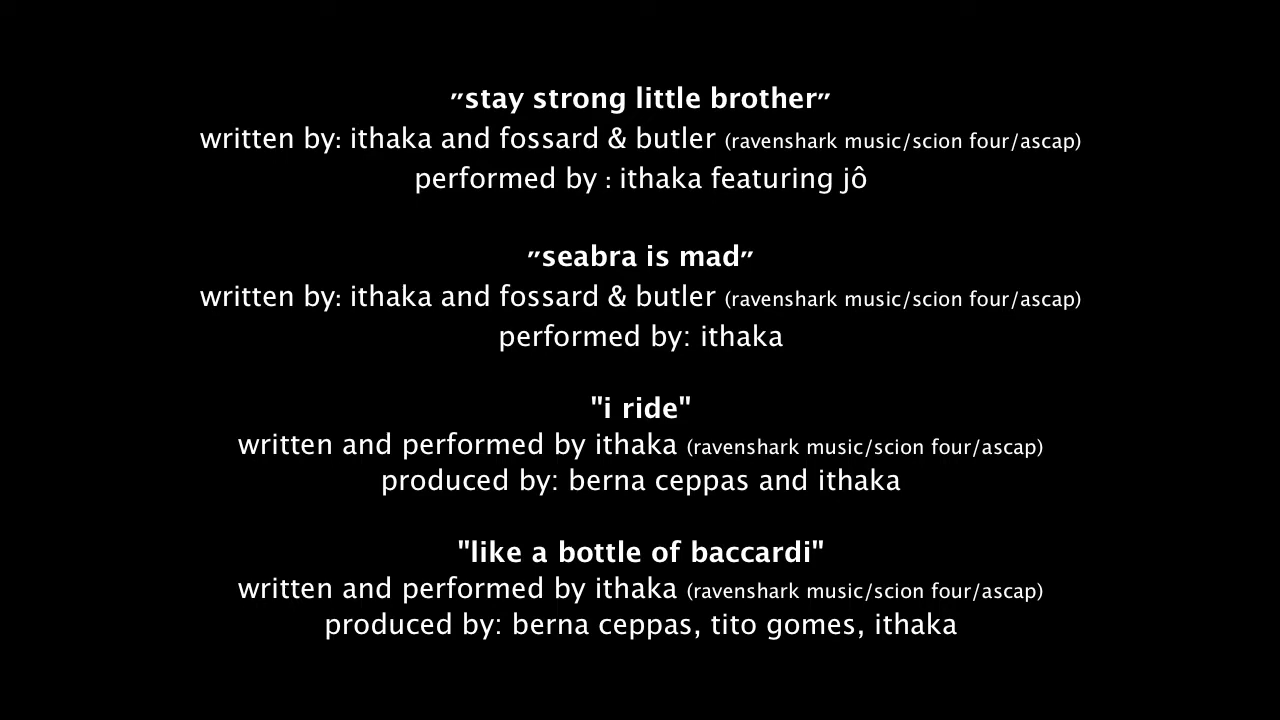 ״stay strong little brother״
written by: ithaka and fossard & butler (ravenshark music/scion four/ascap)
performed by : ithaka featuring jô
״seabra is mad״
written by: ithaka and fossard & butler (ravenshark music/scion four/ascap)
performed by: ithaka
"i ride"
written and performed by ithaka (ravenshark music/scion four/ascap)
produced by: berna ceppas and ithaka
"like a bottle of baccardi"
written and performed by ithaka (ravenshark music/scion four/ascap)
produced by: berna ceppas, tito gomes, ithaka